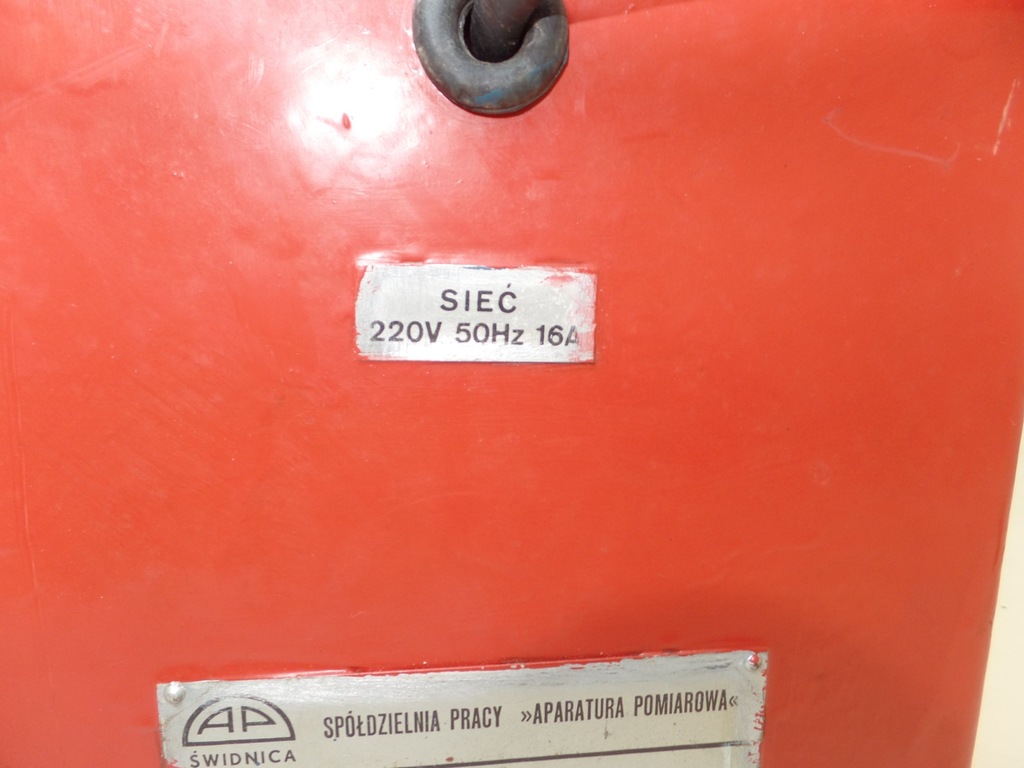 SIEĆ
220V 50Hz 16A
AP
ŚWIDNICA
SPÓŁDZIELNIA PRACY »APARATURA POMIAROWA«